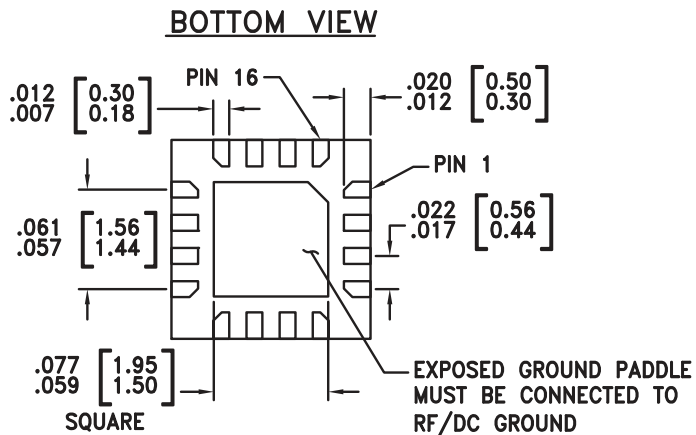 BOTTOM VIEW
PIN 16
.012 [0.30]
.007 [0.18]
.020 [0.50]
.012 [0.30]
PIN 1
.061 [1.56]
.057 [1.44]
.022 [0.56]
.017 [0.44]
.077 [1.95]
.059 [1.50]
SQUARE
EXPOSED GROUND PADDLE
MUST BE CONNECTED TO
RF/DC GROUND